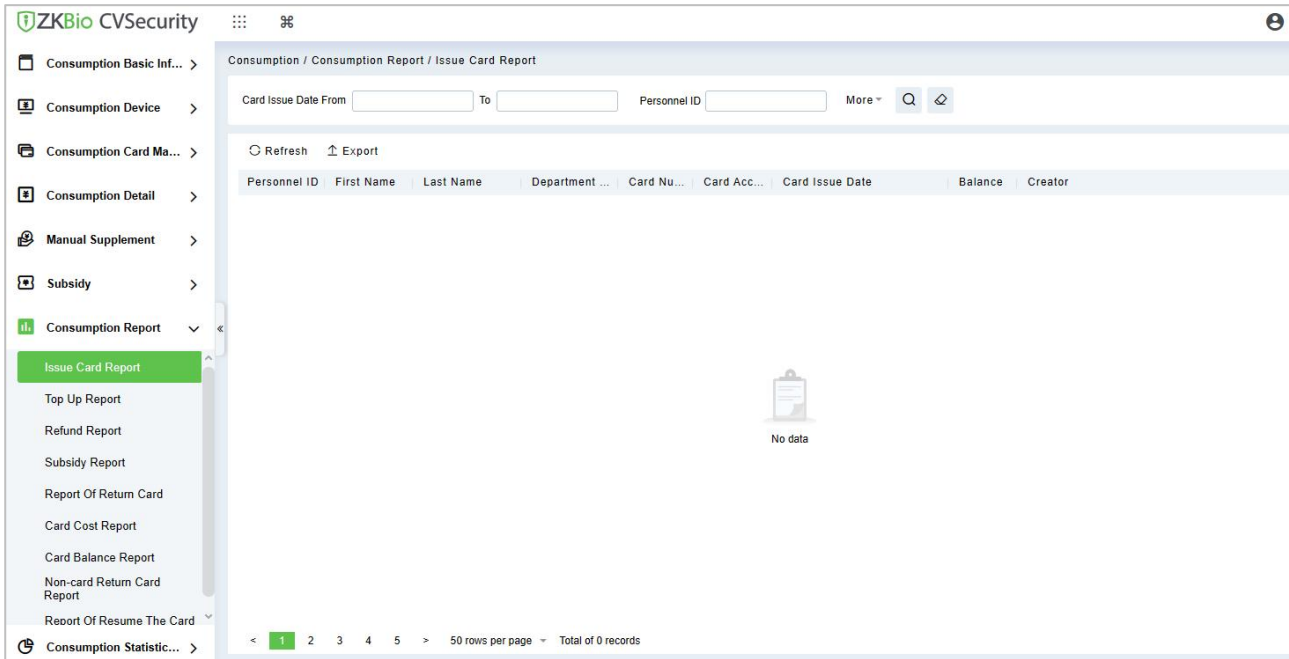 ZKBio CVSecurity
Consumption Basic Inf...
Consumption Device
Consumption Card Ma...
Consumption Detail
Manual Supplement
Subsidy
Consumption Report
Issue Card Report
Top Up Report
Refund Report
Subsidy Report
Report Of Return Card
Card Cost Report
Card Balance Report
Non-card Return Card
Report
Report Of Resume The Card
Consumption Statistic...
Consumption / Consumption Report / Issue Card Report
Card Issue Date From To Personnel ID More
Refresh Export
Personnel ID First Name Last Name Department ... Card Nu... Card Acc... Card Issue Date Balance Creator
No data
< 1 2 3 4 5 > 50 rows per page Total of 0 records